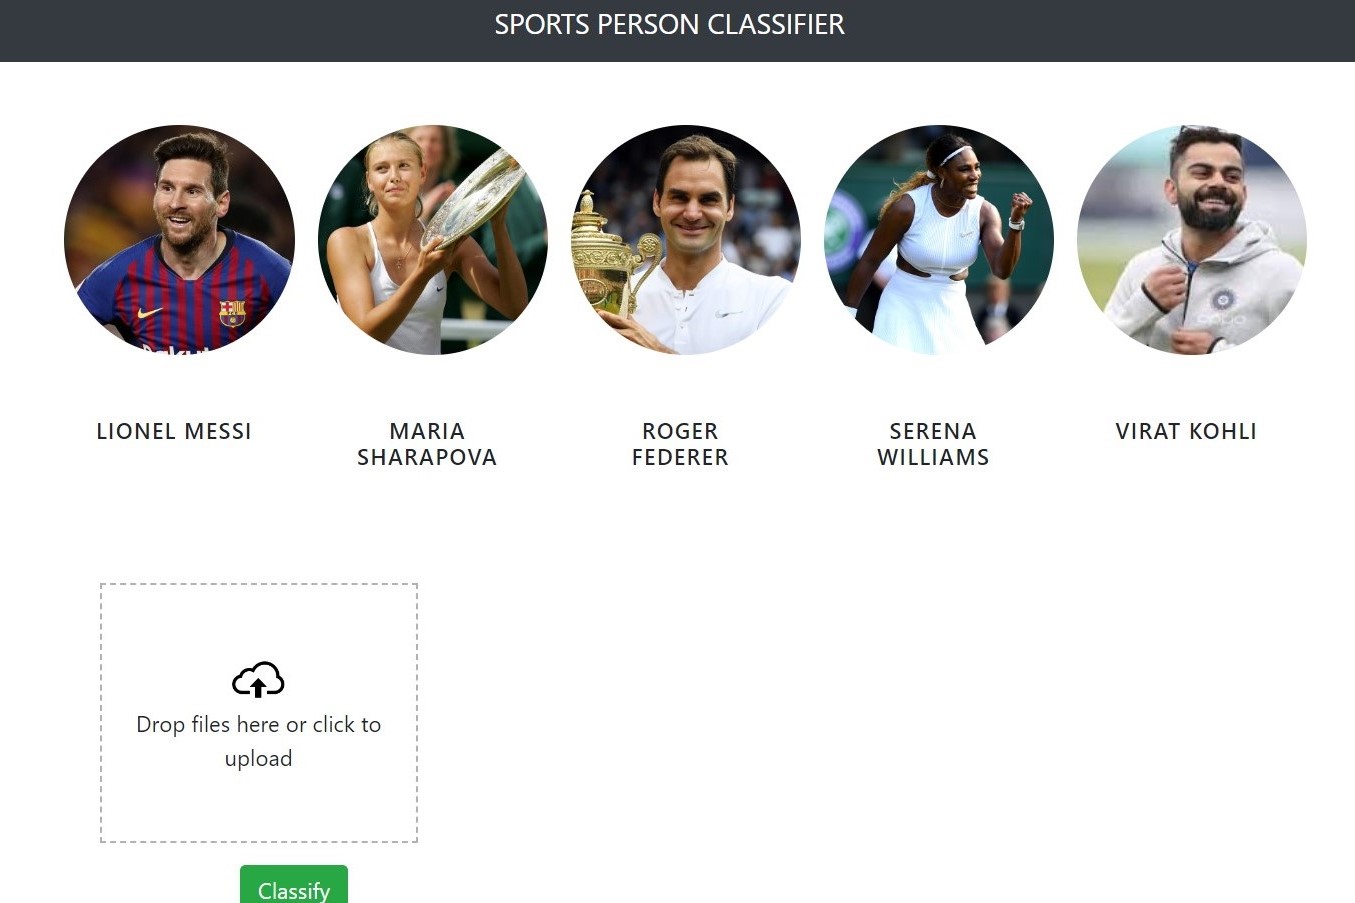 SPORTS PERSON CLASSIFIER
LIONEL MESSI
MARIA
SHARAPOVA
ROGER
FEDERER
SERENA
WILLIAMS
VIRAT KOHLI
Drop files here or click to
upload
Classify